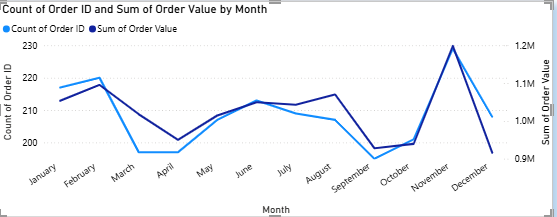 Count of Order ID and Sum of Order Value by Month
Count of Order ID Sum of Order Value
230
220
210
200
Count of Order ID
1.2M
1.1M
1.0M
0.9M
Sum of Order Value
January
February
March
April
May
June
July
August
September
October
November
December
Month